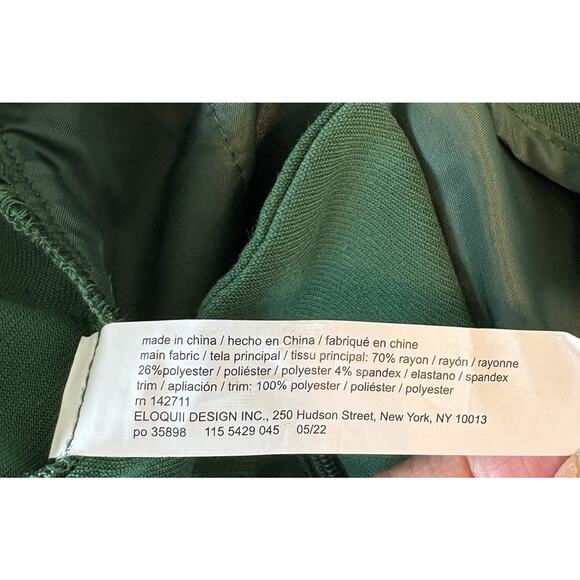 made in china / hecho en China / fabriqué en chine
main fabric / tela principal / tissu principal: 70% rayon / rayón / rayonne
26%polyester / poliéster / polyester 4% spandex / elastano / spandex
trim / apliación / trim: 100% polyester / poliéster / polyester
rn 142711
ELOQUII DESIGN INC., 250 Hudson Street, New York, NY 10013
po 35898 115 5429 045 05/22